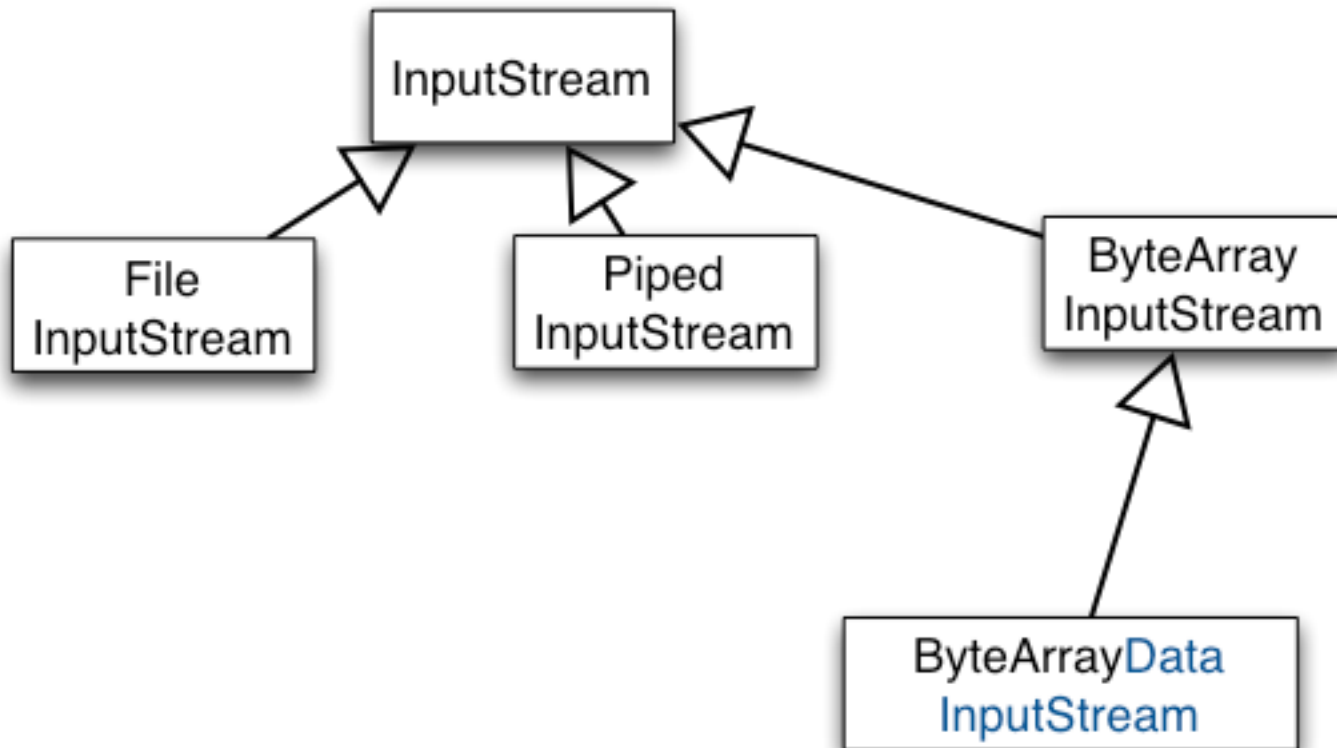 InputStream
File
InputStream
Piped
InputStream
ByteArray
InputStream
ByteArrayData
InputStream